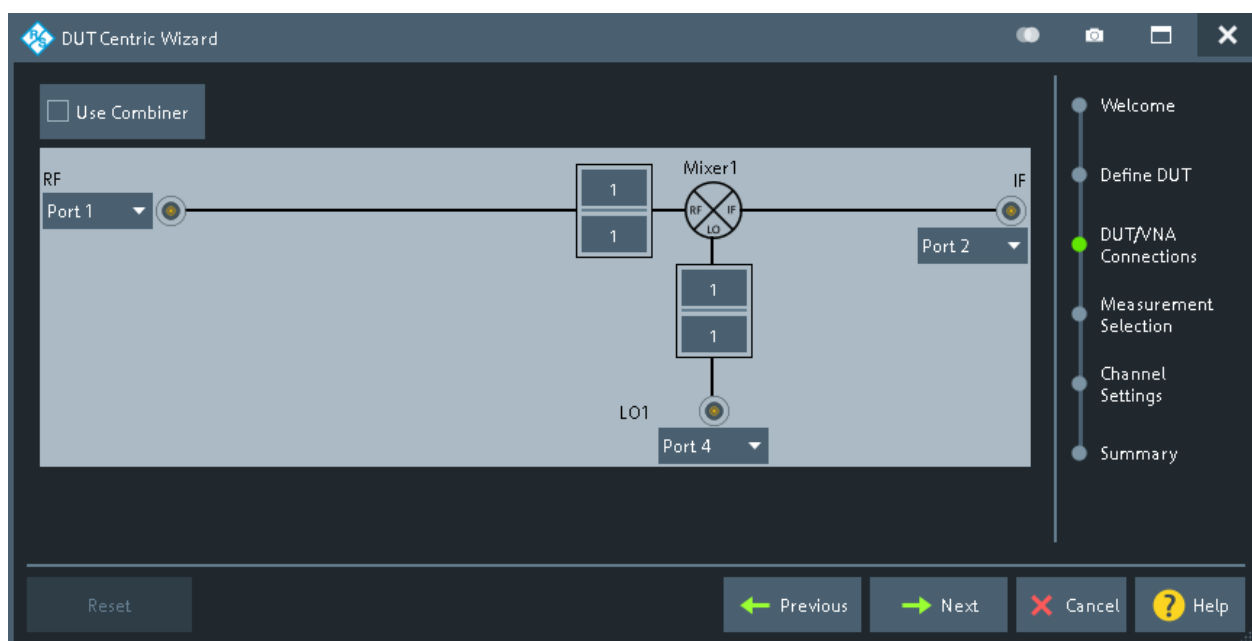 DUT Centric Wizard
Use Combiner
RF
Port 1
1
1
Mixer1
RF
IF
LO
IF
Port 2
1
1
LO1
Port 4
Welcome
Define DUT
DUT/VNA
Connections
Measurement
Selection
Channel
Settings
Summary
Reset
Previous
Next
Cancel
? Help